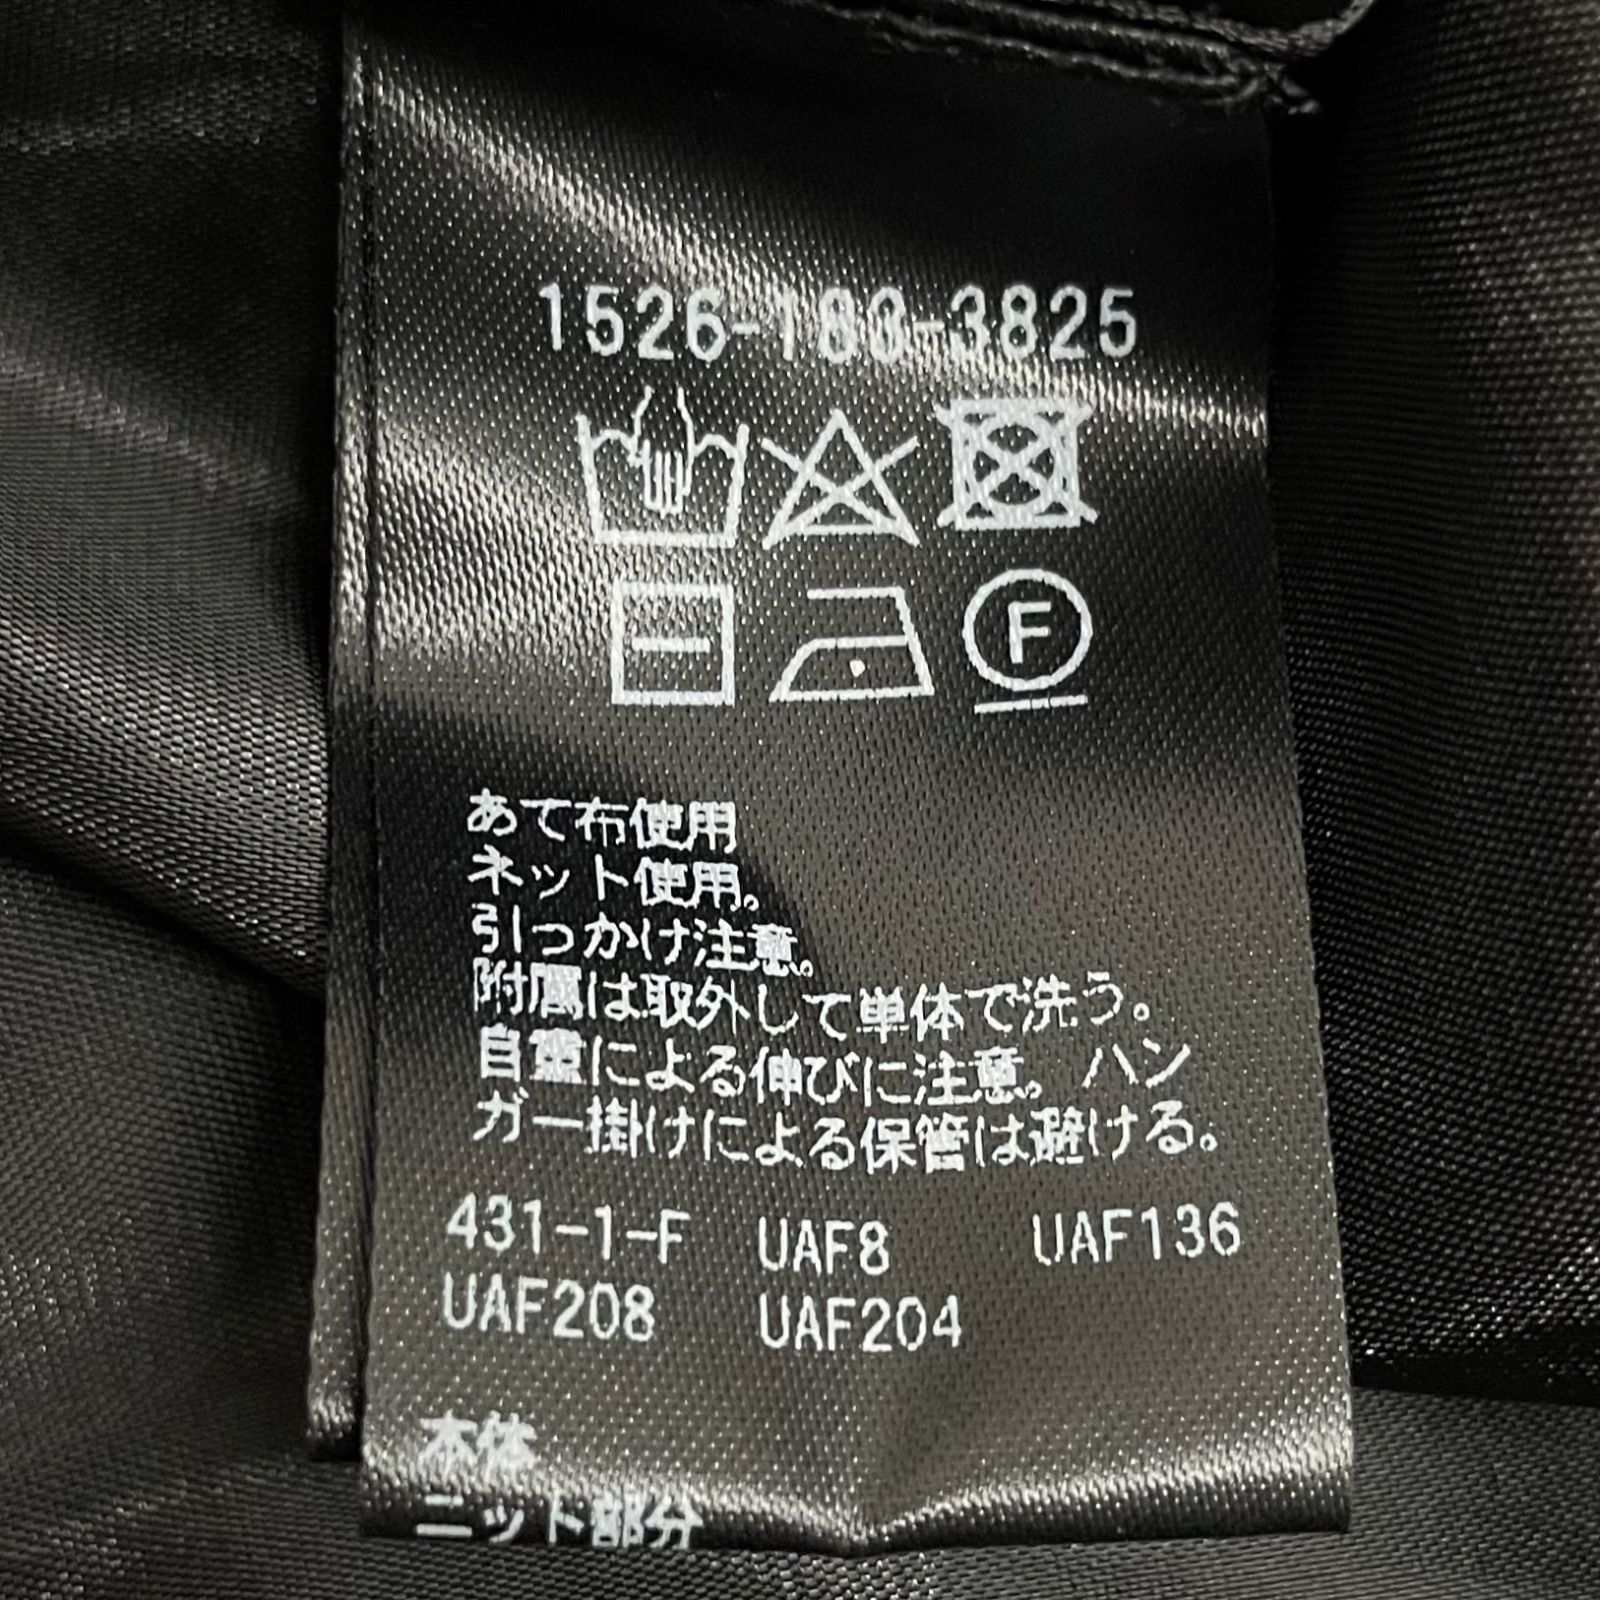 1526-183-3825
F
あて布使用
ネット使用。
引っかけ注意。
附属は取外して単体で洗う。
自重による伸びに注意。ハン
ガー掛けによる保管は避ける。
431-1-F UAF8 UAF136
UAF208 UAF204
本体
ニット部分